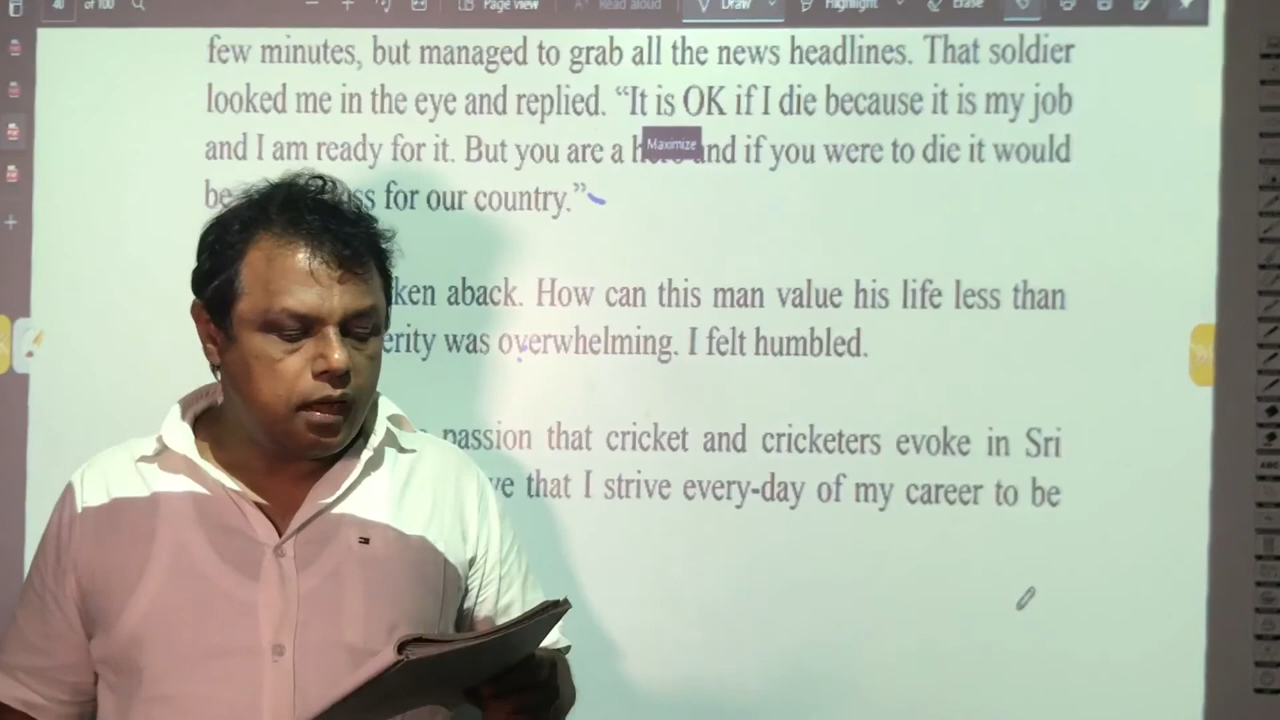 40 of 100 Page view Read aloud Draw Highlight Erase
few minutes, but managed to grab all the news headlines. That soldier
looked me in the eye and replied. “It is OK if I die because it is my job
and I am ready for it. But you are a Maximize and if you were to die it would
for our country.”
aback. How can this man value his life less than
was overwhelming. I felt humbled.
passion that cricket and cricketers evoke in Sri
that I strive every-day of my career to be
ABC